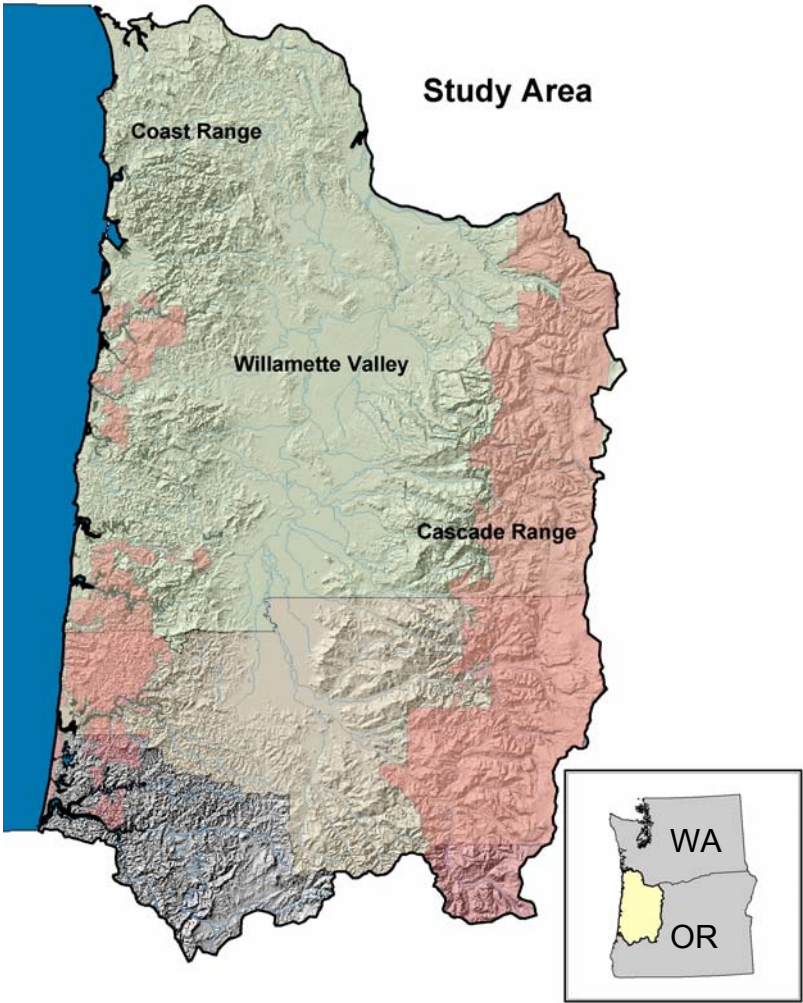 Study Area
Coast Range
Willamette Valley
Cascade Range
WA
OR